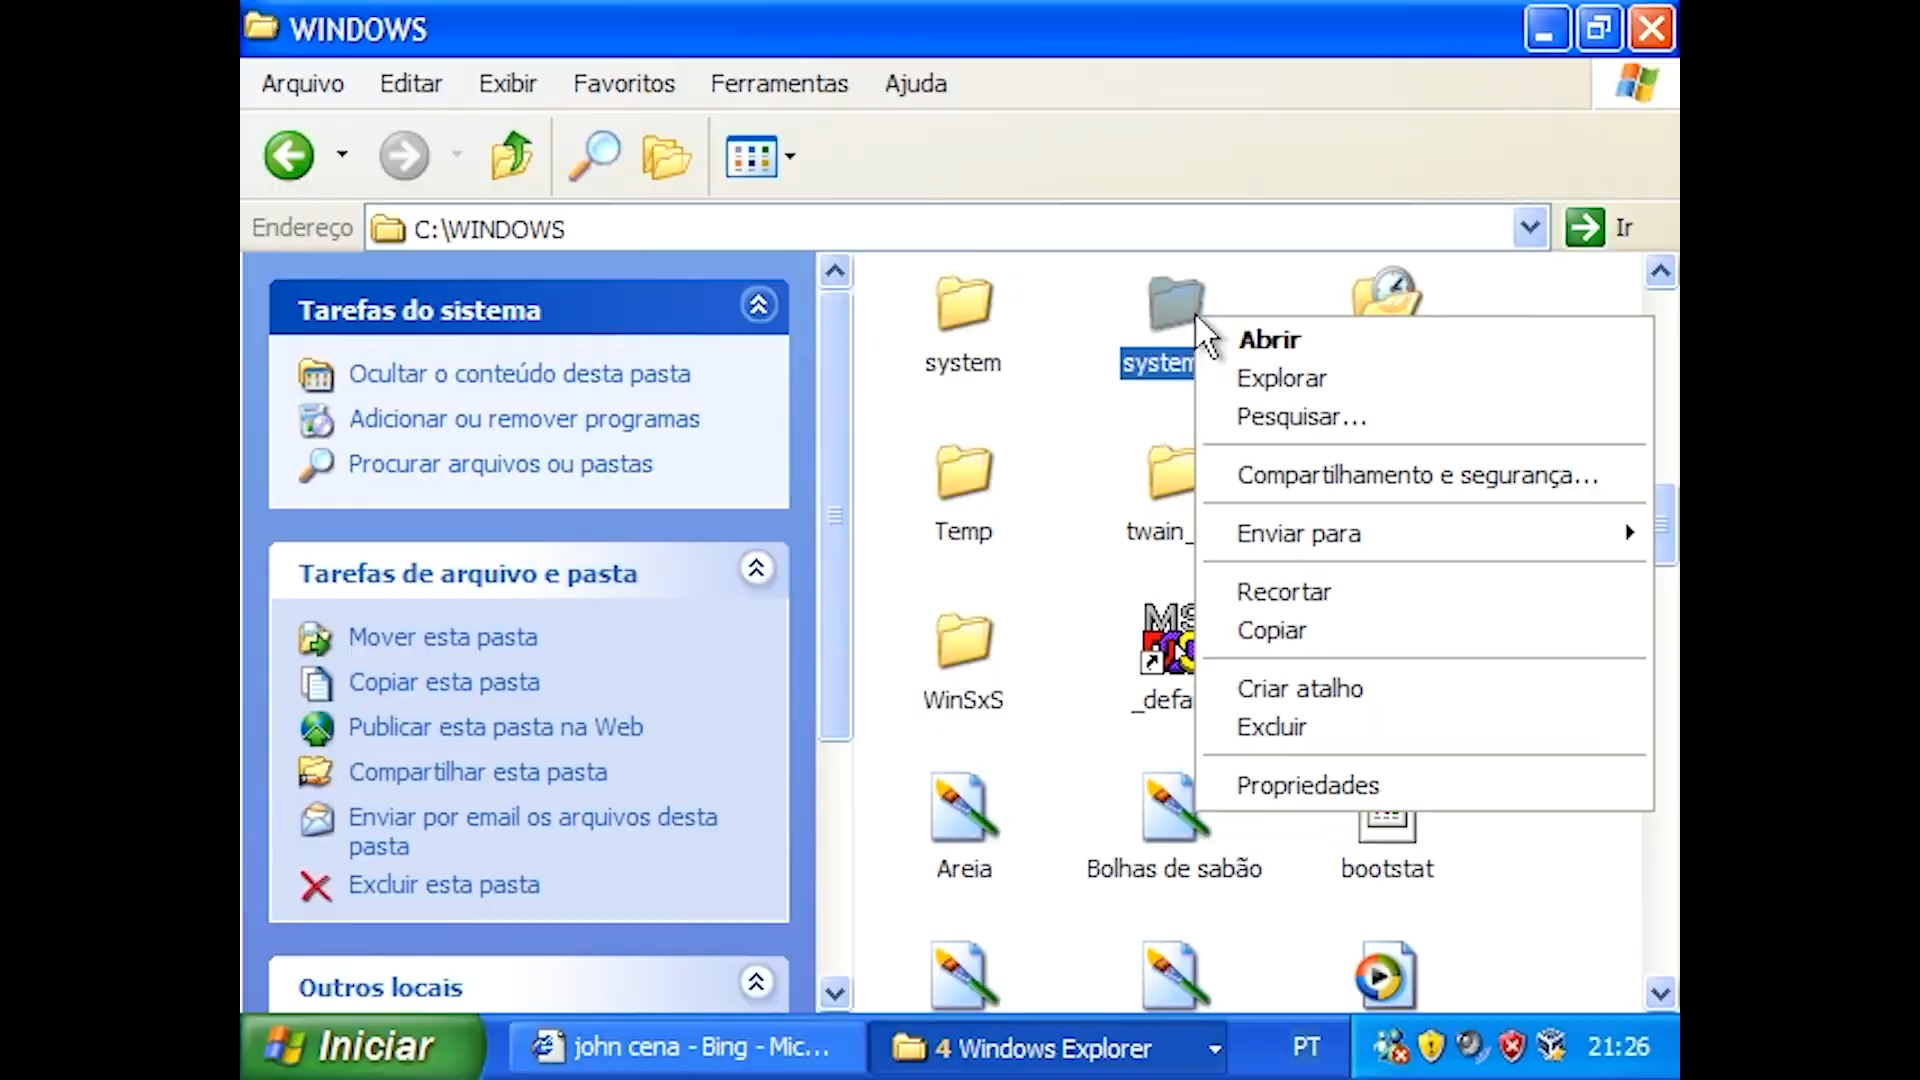 WINDOWS
Arquivo Editar Exibir Favoritos Ferramentas Ajuda
Endereço C:\WINDOWS Ir
Tarefas do sistema
Ocultar o conteúdo desta pasta
Adicionar ou remover programas
Procurar arquivos ou pastas
Tarefas de arquivo e pasta
Mover esta pasta
Copiar esta pasta
Publicar esta pasta na Web
Compartilhar esta pasta
Enviar por email os arquivos desta
pasta
Excluir esta pasta
Outros locais
system system
Temp twain_
WinSxS _defa
Areia Bolhas de sabão bootstat
Abrir
Explorar
Pesquisar...
Compartilhamento e segurança...
Enviar para
Recortar
Copiar
Criar atalho
Excluir
Propriedades
Iniciar john cena - Bing - Mic... 4 Windows Explorer PT 21:26